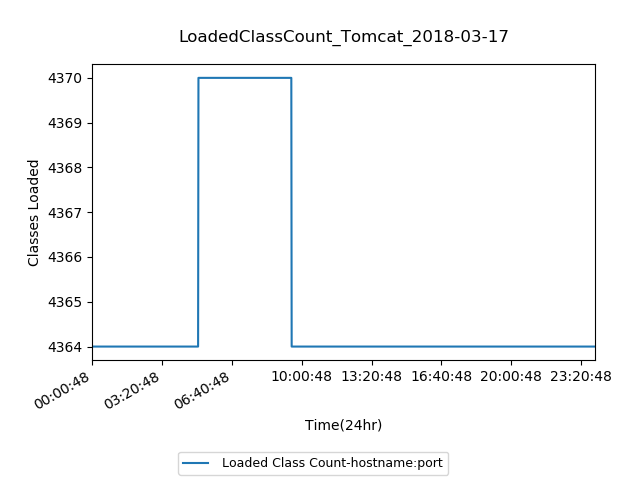 LoadedClassCount_Tomcat_2018-03-17
4370
4369
4368
4367
4366
4365
4364
Classes Loaded
00:00:48 03:20:48 06:40:48 10:00:48 13:20:48 16:40:48 20:00:48 23:20:48
Time(24hr)
Loaded Class Count-hostname:port